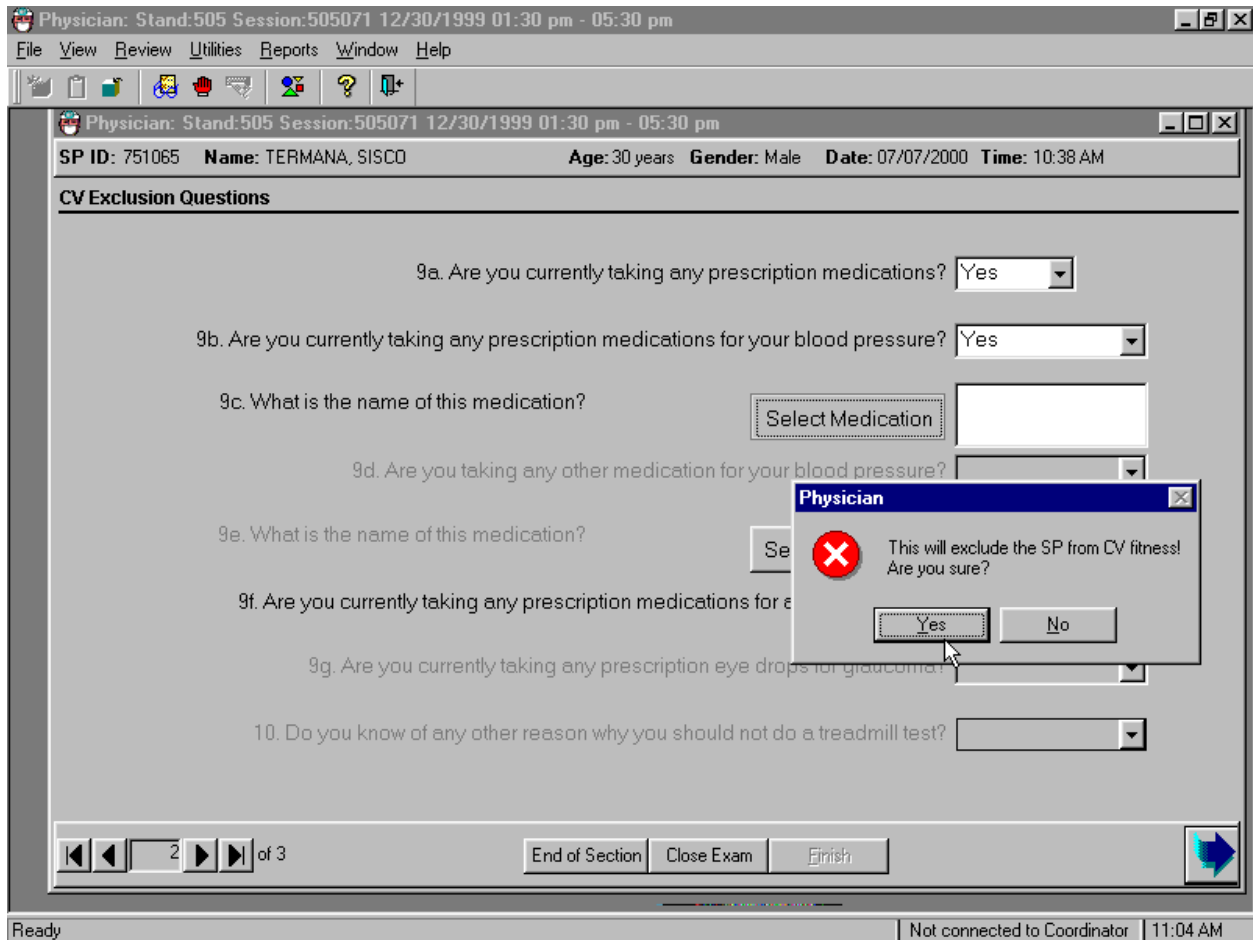 Physician: Stand:505 Session:505071 12/30/1999 01:30 pm - 05:30 pm
File View Review Utilities Reports Window Help
Physician: Stand:505 Session:505071 12/30/1999 01:30 pm - 05:30 pm
SP ID: 751065 Name: TERMANA, SISCO Age: 30 years Gender: Male Date: 07/07/2000 Time: 10:38 AM
CV Exclusion Questions
9a. Are you currently taking any prescription medications? Yes
9b. Are you currently taking any prescription medications for your blood pressure? Yes
9c. What is the name of this medication? Select Medication
9d. Are you taking any other medication for your blood pressure?
Physician
9e. What is the name of this medication? Se
This will exclude the SP from CV fitness!
Are you sure?
9f. Are you currently taking any prescription medications for a
Yes No
9g. Are you currently taking any prescription eye drops for glaucoma?
10. Do you know of any other reason why you should not do a treadmill test?
2 of 3 End of Section Close Exam Finish
Ready Not connected to Coordinator 11:04 AM